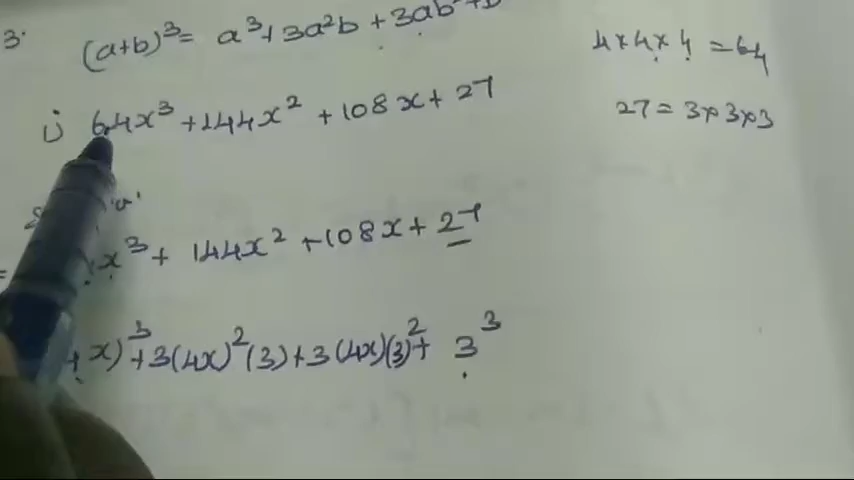 3.
(a+b)³ = a³+3a²b +3ab²+b
4×4×4 = 64
27 = 3×3×3
i) 64x³ +144x² +108x+27
x³ + 144x² +108x+ 27
x)³+3(4x)²(3)+3(4x)(3)²+ 3³